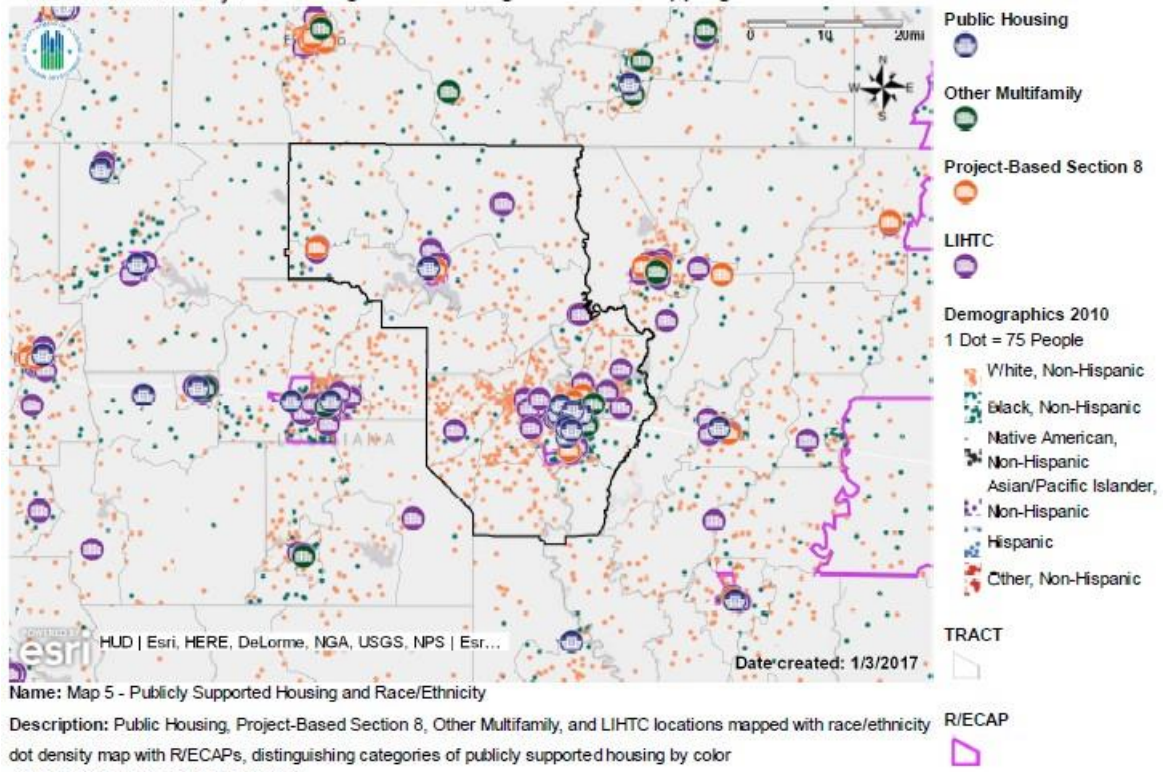 0 10 20mi
N
W E
S
LOUISIANA
POWERED BY
esri
HUD | Esri, HERE, DeLorme, NGA, USGS, NPS | Esr...
Date created: 1/3/2017
Name: Map 5 - Publicly Supported Housing and Race/Ethnicity
Description: Public Housing, Project-Based Section 8, Other Multifamily, and LIHTC locations mapped with race/ethnicity
dot density map with R/ECAPs, distinguishing categories of publicly supported housing by color
Public Housing
Other Multifamily
Project-Based Section 8
LIHTC
Demographics 2010
1 Dot = 75 People
White, Non-Hispanic
Black, Non-Hispanic
Native American,
Non-Hispanic
Asian/Pacific Islander,
Non-Hispanic
Hispanic
Other, Non-Hispanic
TRACT
R/ECAP